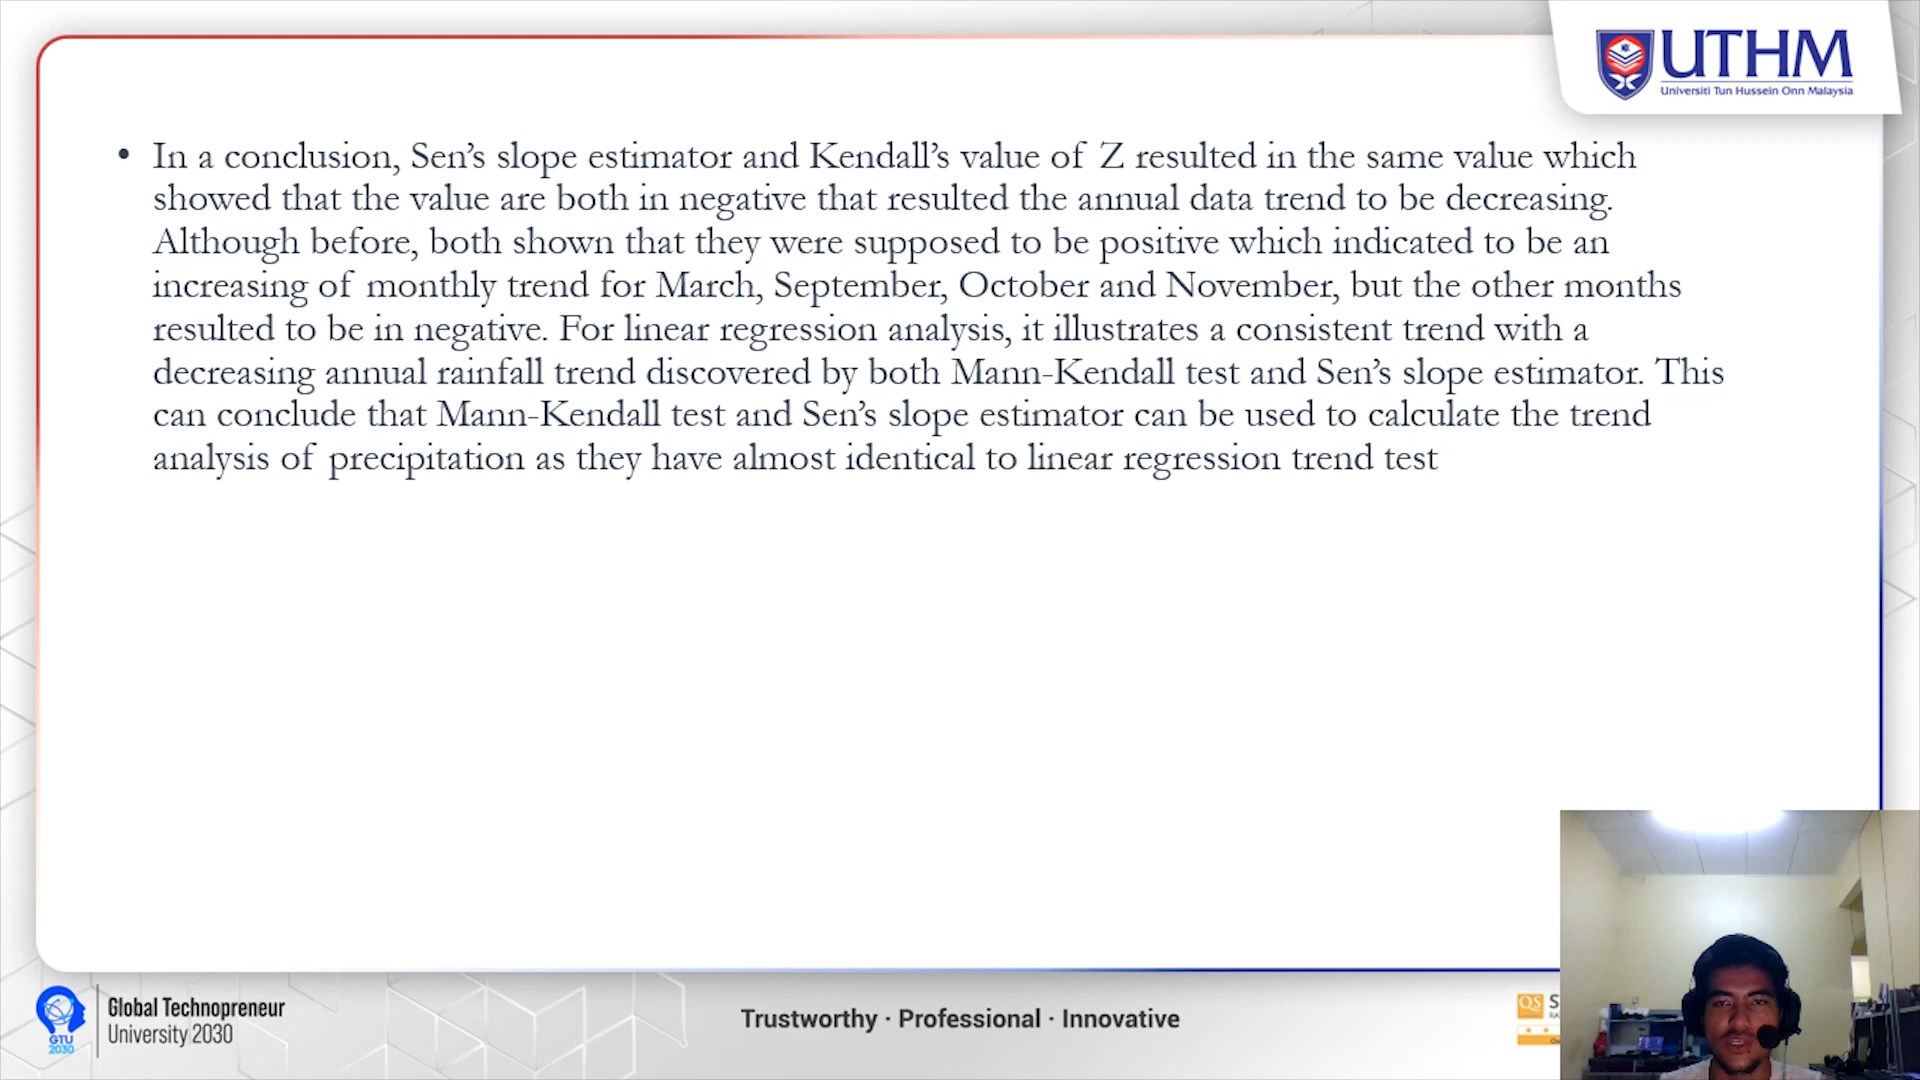 UTHM
Universiti Tun Hussein Onn Malaysia
• In a conclusion, Sen’s slope estimator and Kendall’s value of Z resulted in the same value which
showed that the value are both in negative that resulted the annual data trend to be decreasing.
Although before, both shown that they were supposed to be positive which indicated to be an
increasing of monthly trend for March, September, October and November, but the other months
resulted to be in negative. For linear regression analysis, it illustrates a consistent trend with a
decreasing annual rainfall trend discovered by both Mann-Kendall test and Sen’s slope estimator. This
can conclude that Mann-Kendall test and Sen’s slope estimator can be used to calculate the trend
analysis of precipitation as they have almost identical to linear regression trend test
GTU
2030
Global Technopreneur
University 2030
Trustworthy · Professional · Innovative
QS